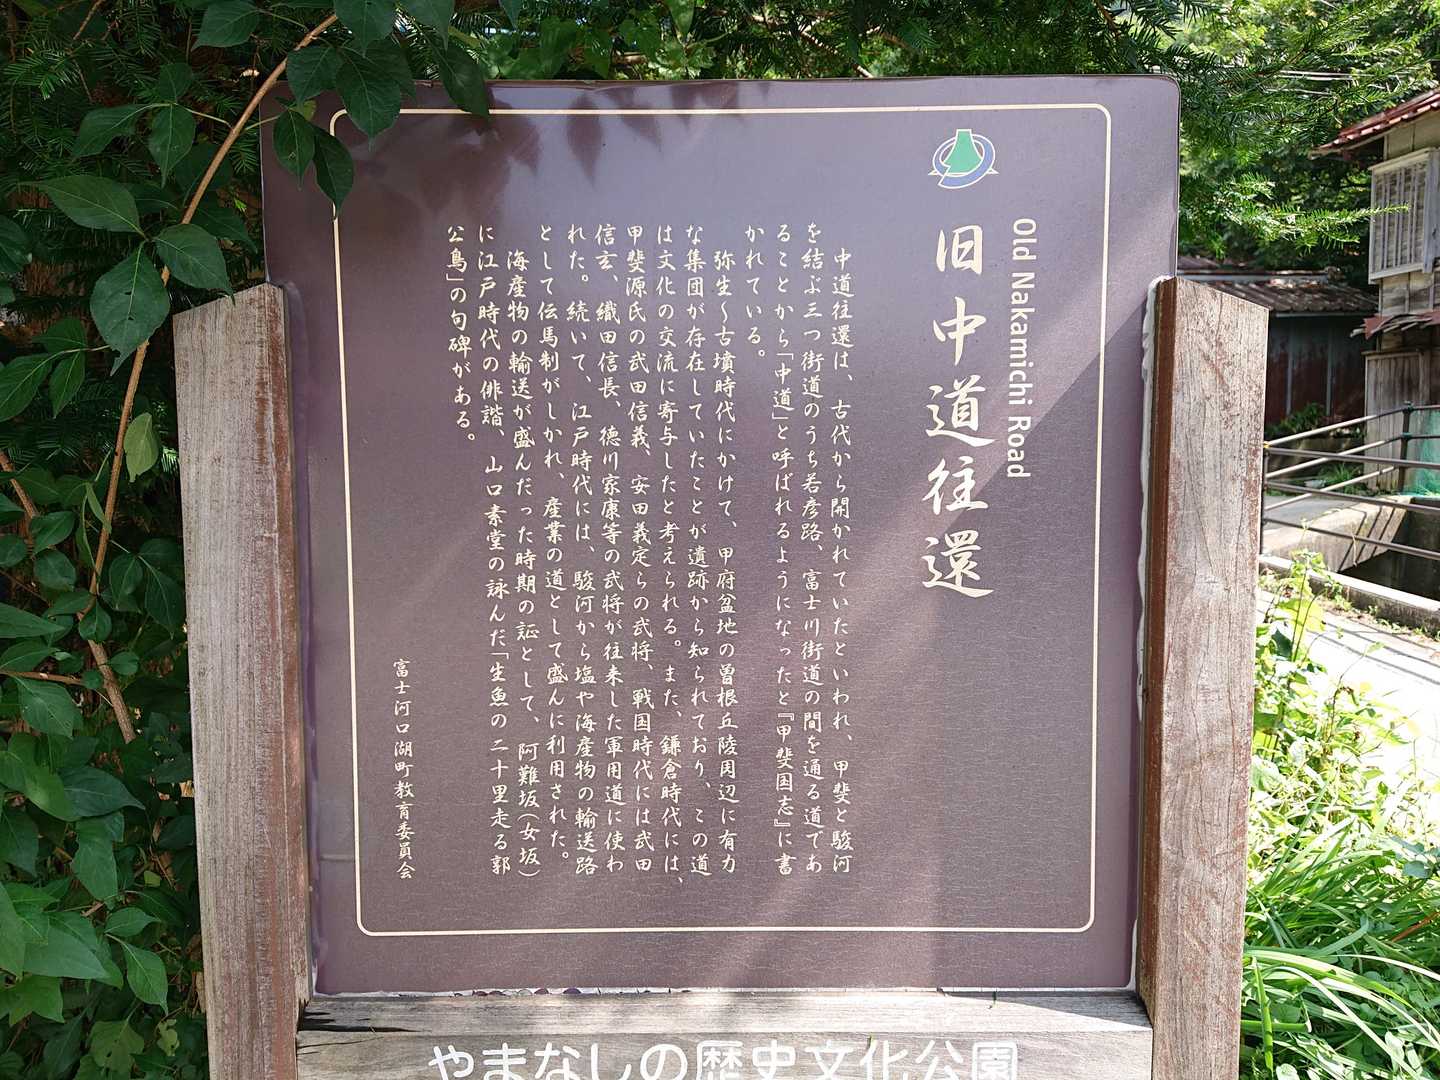 Old Nakamichi Road
旧中道往還
中道往還は、古代から開かれていたといわれ、甲斐と駿河
を結ぶ三つ街道のうち若彦路、富士川街道の間を通る道であ
ることから「中道」と呼ばれるようになったと『甲斐国志』に書
かれている。
弥生〜古墳時代にかけて、甲府盆地の曽根丘陵周辺に有力
な集団が存在していたことが遺跡から知られており、この道
は文化の交流に寄与したと考えられる。また、鎌倉時代には、
甲斐源氏の武田信義、安田義定らの武将、戦国時代には武田
信玄、織田信長、徳川家康等の武将が往来した軍用道に使わ
れた。続いて、江戸時代には、駿河から塩や海産物の輸送路
として伝馬制がしかれ、産業の道として盛んに利用された。
海産物の輸送が盛んだった時期の証として、阿難坂(女坂)
に江戸時代の俳諧、山口素堂の詠んだ「生魚の二十里走る郭
公鳥」の句碑がある。
富士河口湖町教育委員会
やまなしの歴史文化公園